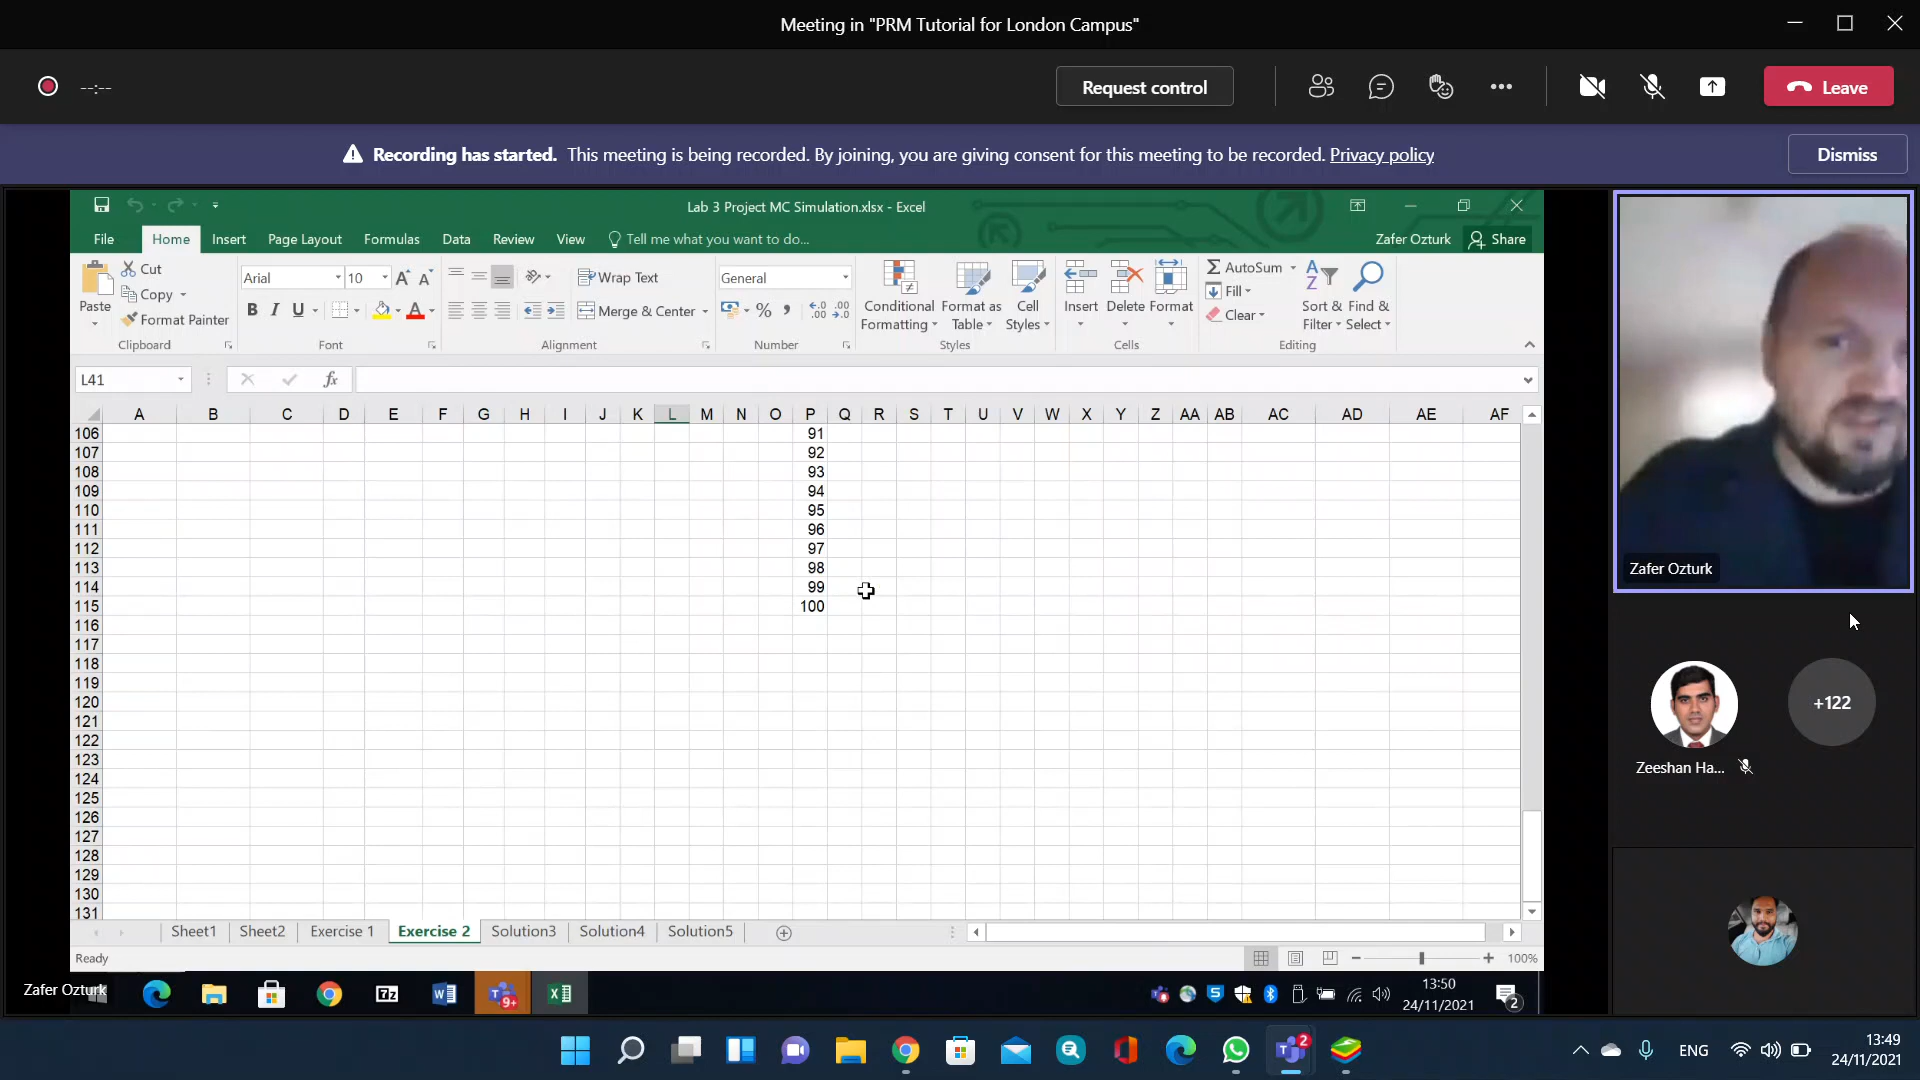 Meeting in "PRM Tutorial for London Campus"
--:--
Request control
Leave
Recording has started. This meeting is being recorded. By joining, you are giving consent for this meeting to be recorded. Privacy policy
Dismiss
Lab 3 Project MC Simulation.xlsx - Excel
File Home Insert Page Layout Formulas Data Review View Tell me what you want to do...
Zafer Ozturk Share
Paste
Cut
Copy
Format Painter
Clipboard
Arial 10
B I U
Font
Wrap Text
Merge & Center
Alignment
General
Number
Conditional Formatting
Format as Table
Cell Styles
Styles
Insert Delete Format
Cells
AutoSum
Fill
Clear
Sort & Filter
Find & Select
Editing
L41
fx
A B C D E F G H I J K L M N O P Q R S T U V W X Y Z AA AB AC AD AE AF
106 91
107 92
108 93
109 94
110 95
111 96
112 97
113 98
114 99
115 100
116
117
118
119
120
121
122
123
124
125
126
127
128
129
130
131
Sheet1 Sheet2 Exercise 1 Exercise 2 Solution3 Solution4 Solution5
Ready
100%
Zafer Ozturk
7z
9+
13:50
24/11/2021
2
Zafer Ozturk
Zeeshan Ha...
+122
2
ENG
13:49
24/11/2021